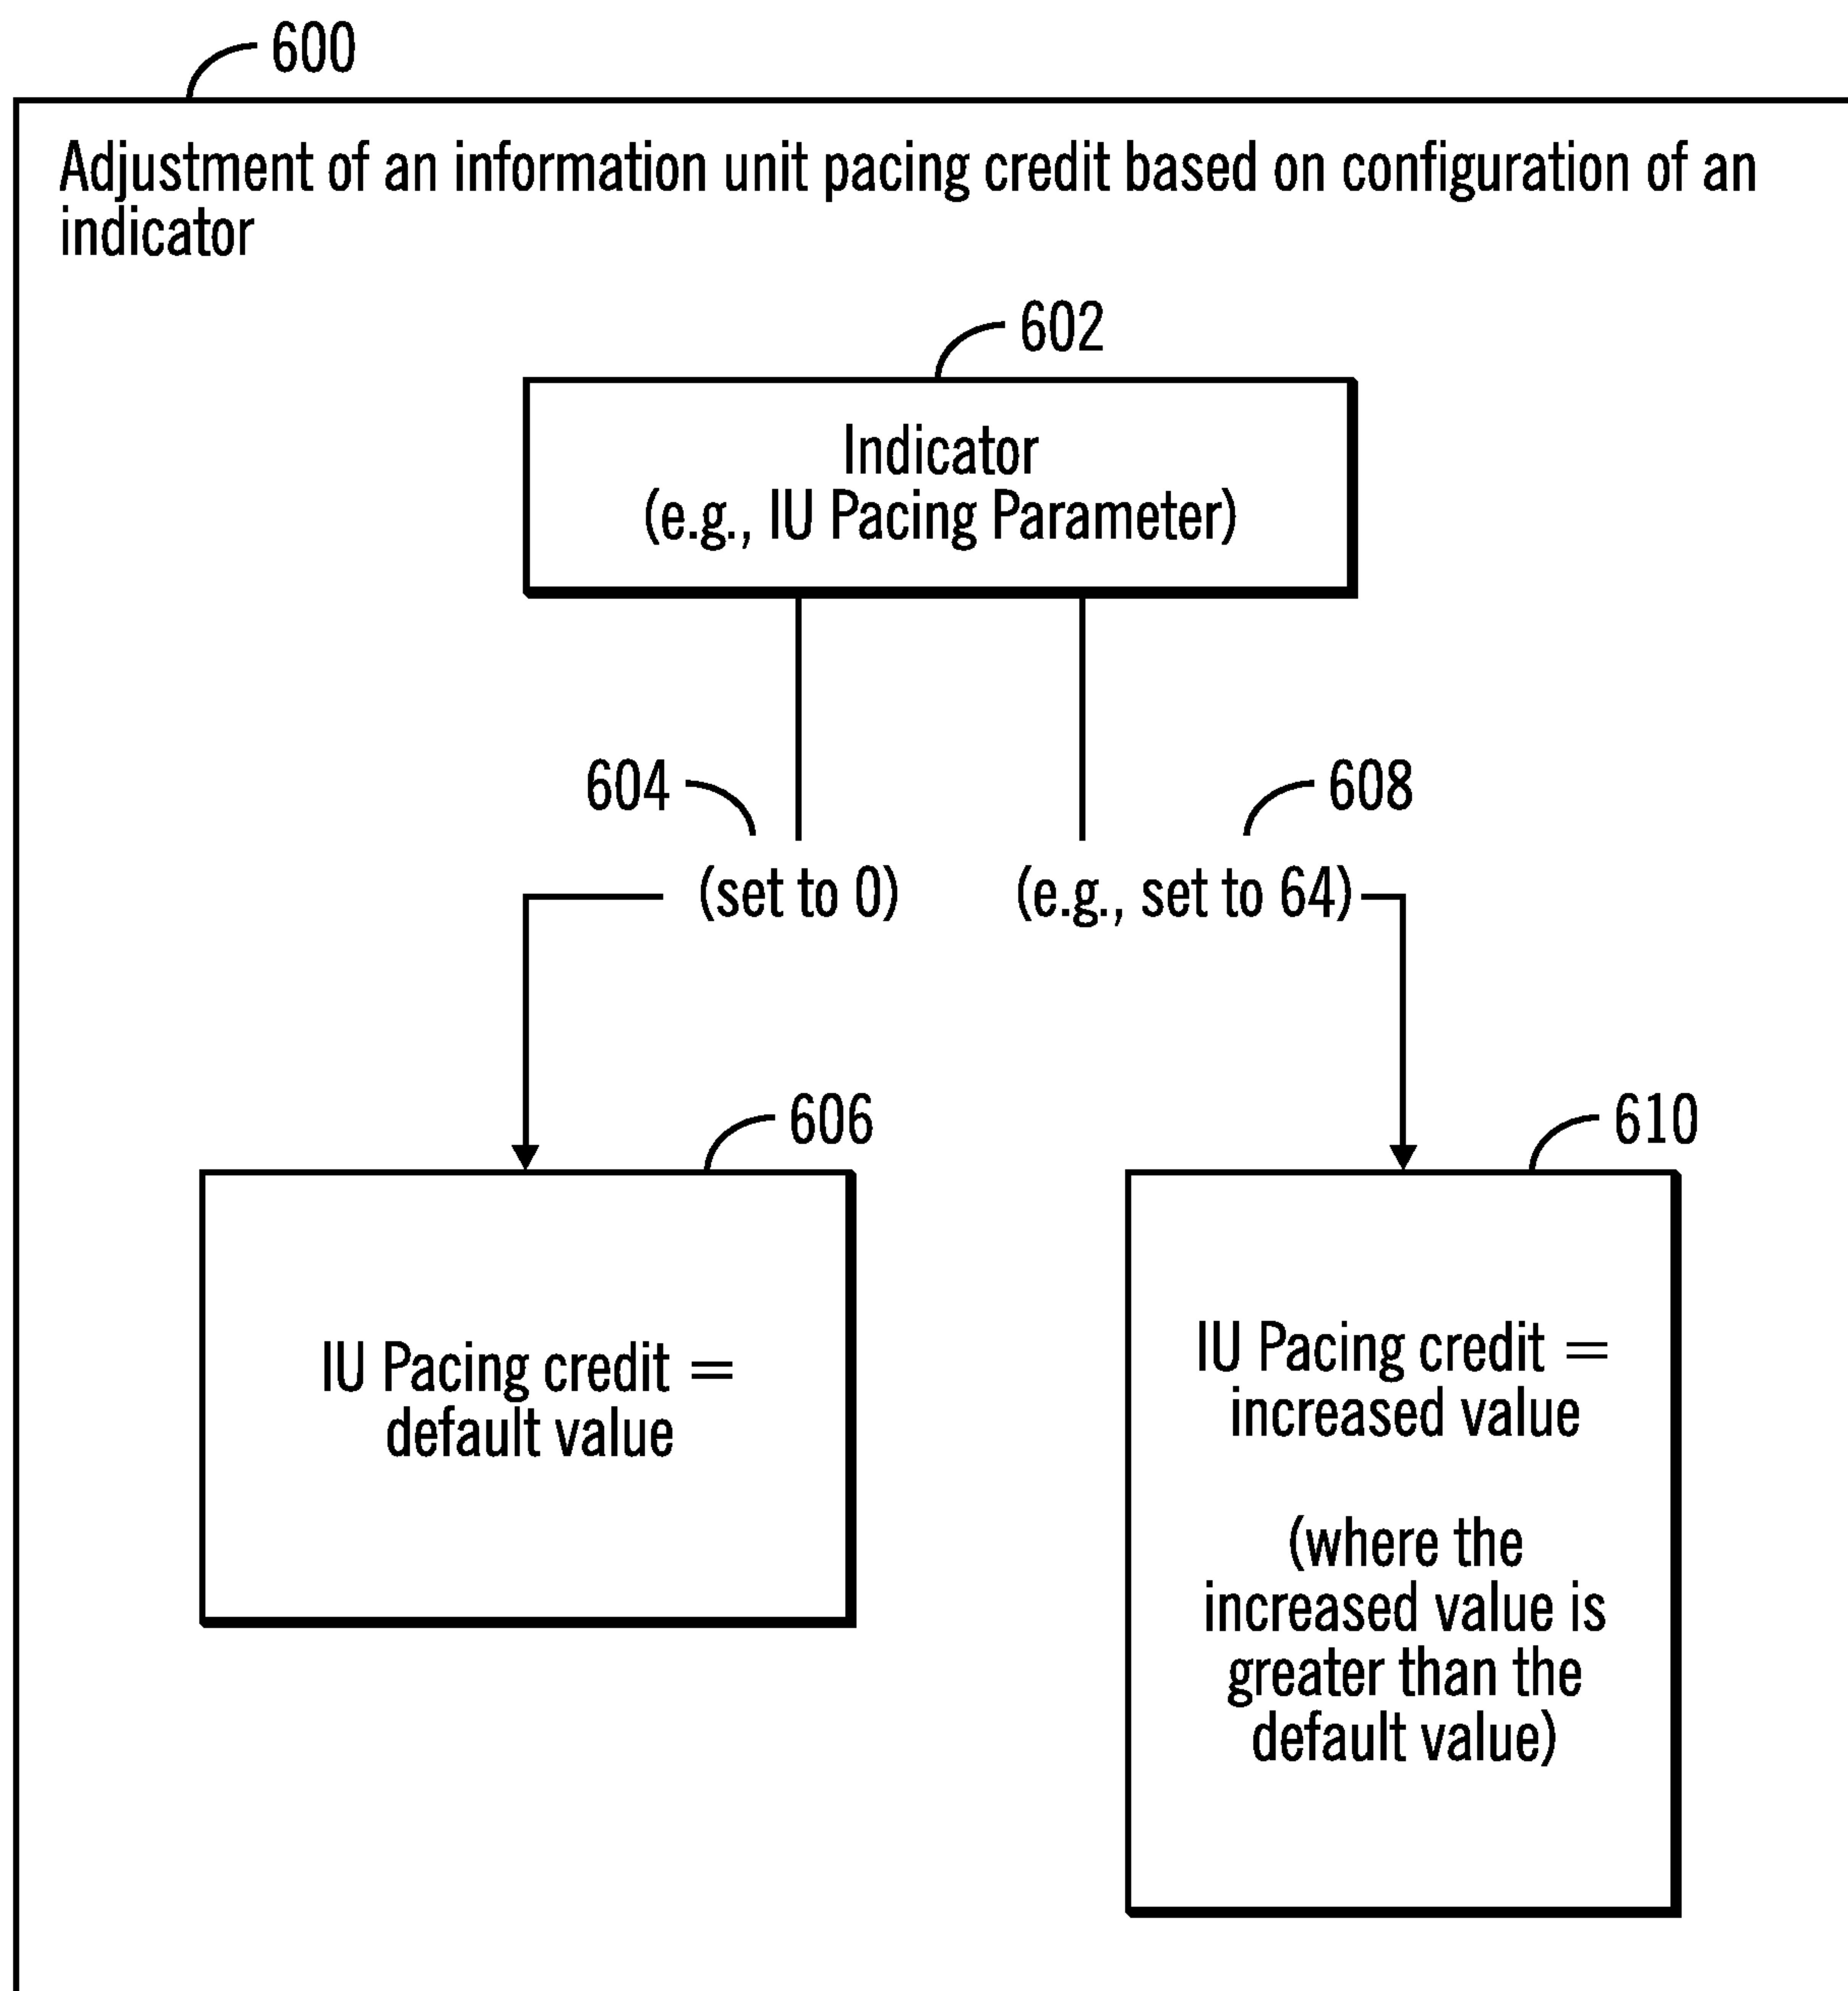 600
Adjustment of an information unit pacing credit based on configuration of an
indicator
602
Indicator
(e.g., IU Pacing Parameter)
604
608
(set to 0)
(e.g., set to 64)
606
610
IU Pacing credit =
default value
IU Pacing credit =
increased value
(where the
increased value is
greater than the
default value)